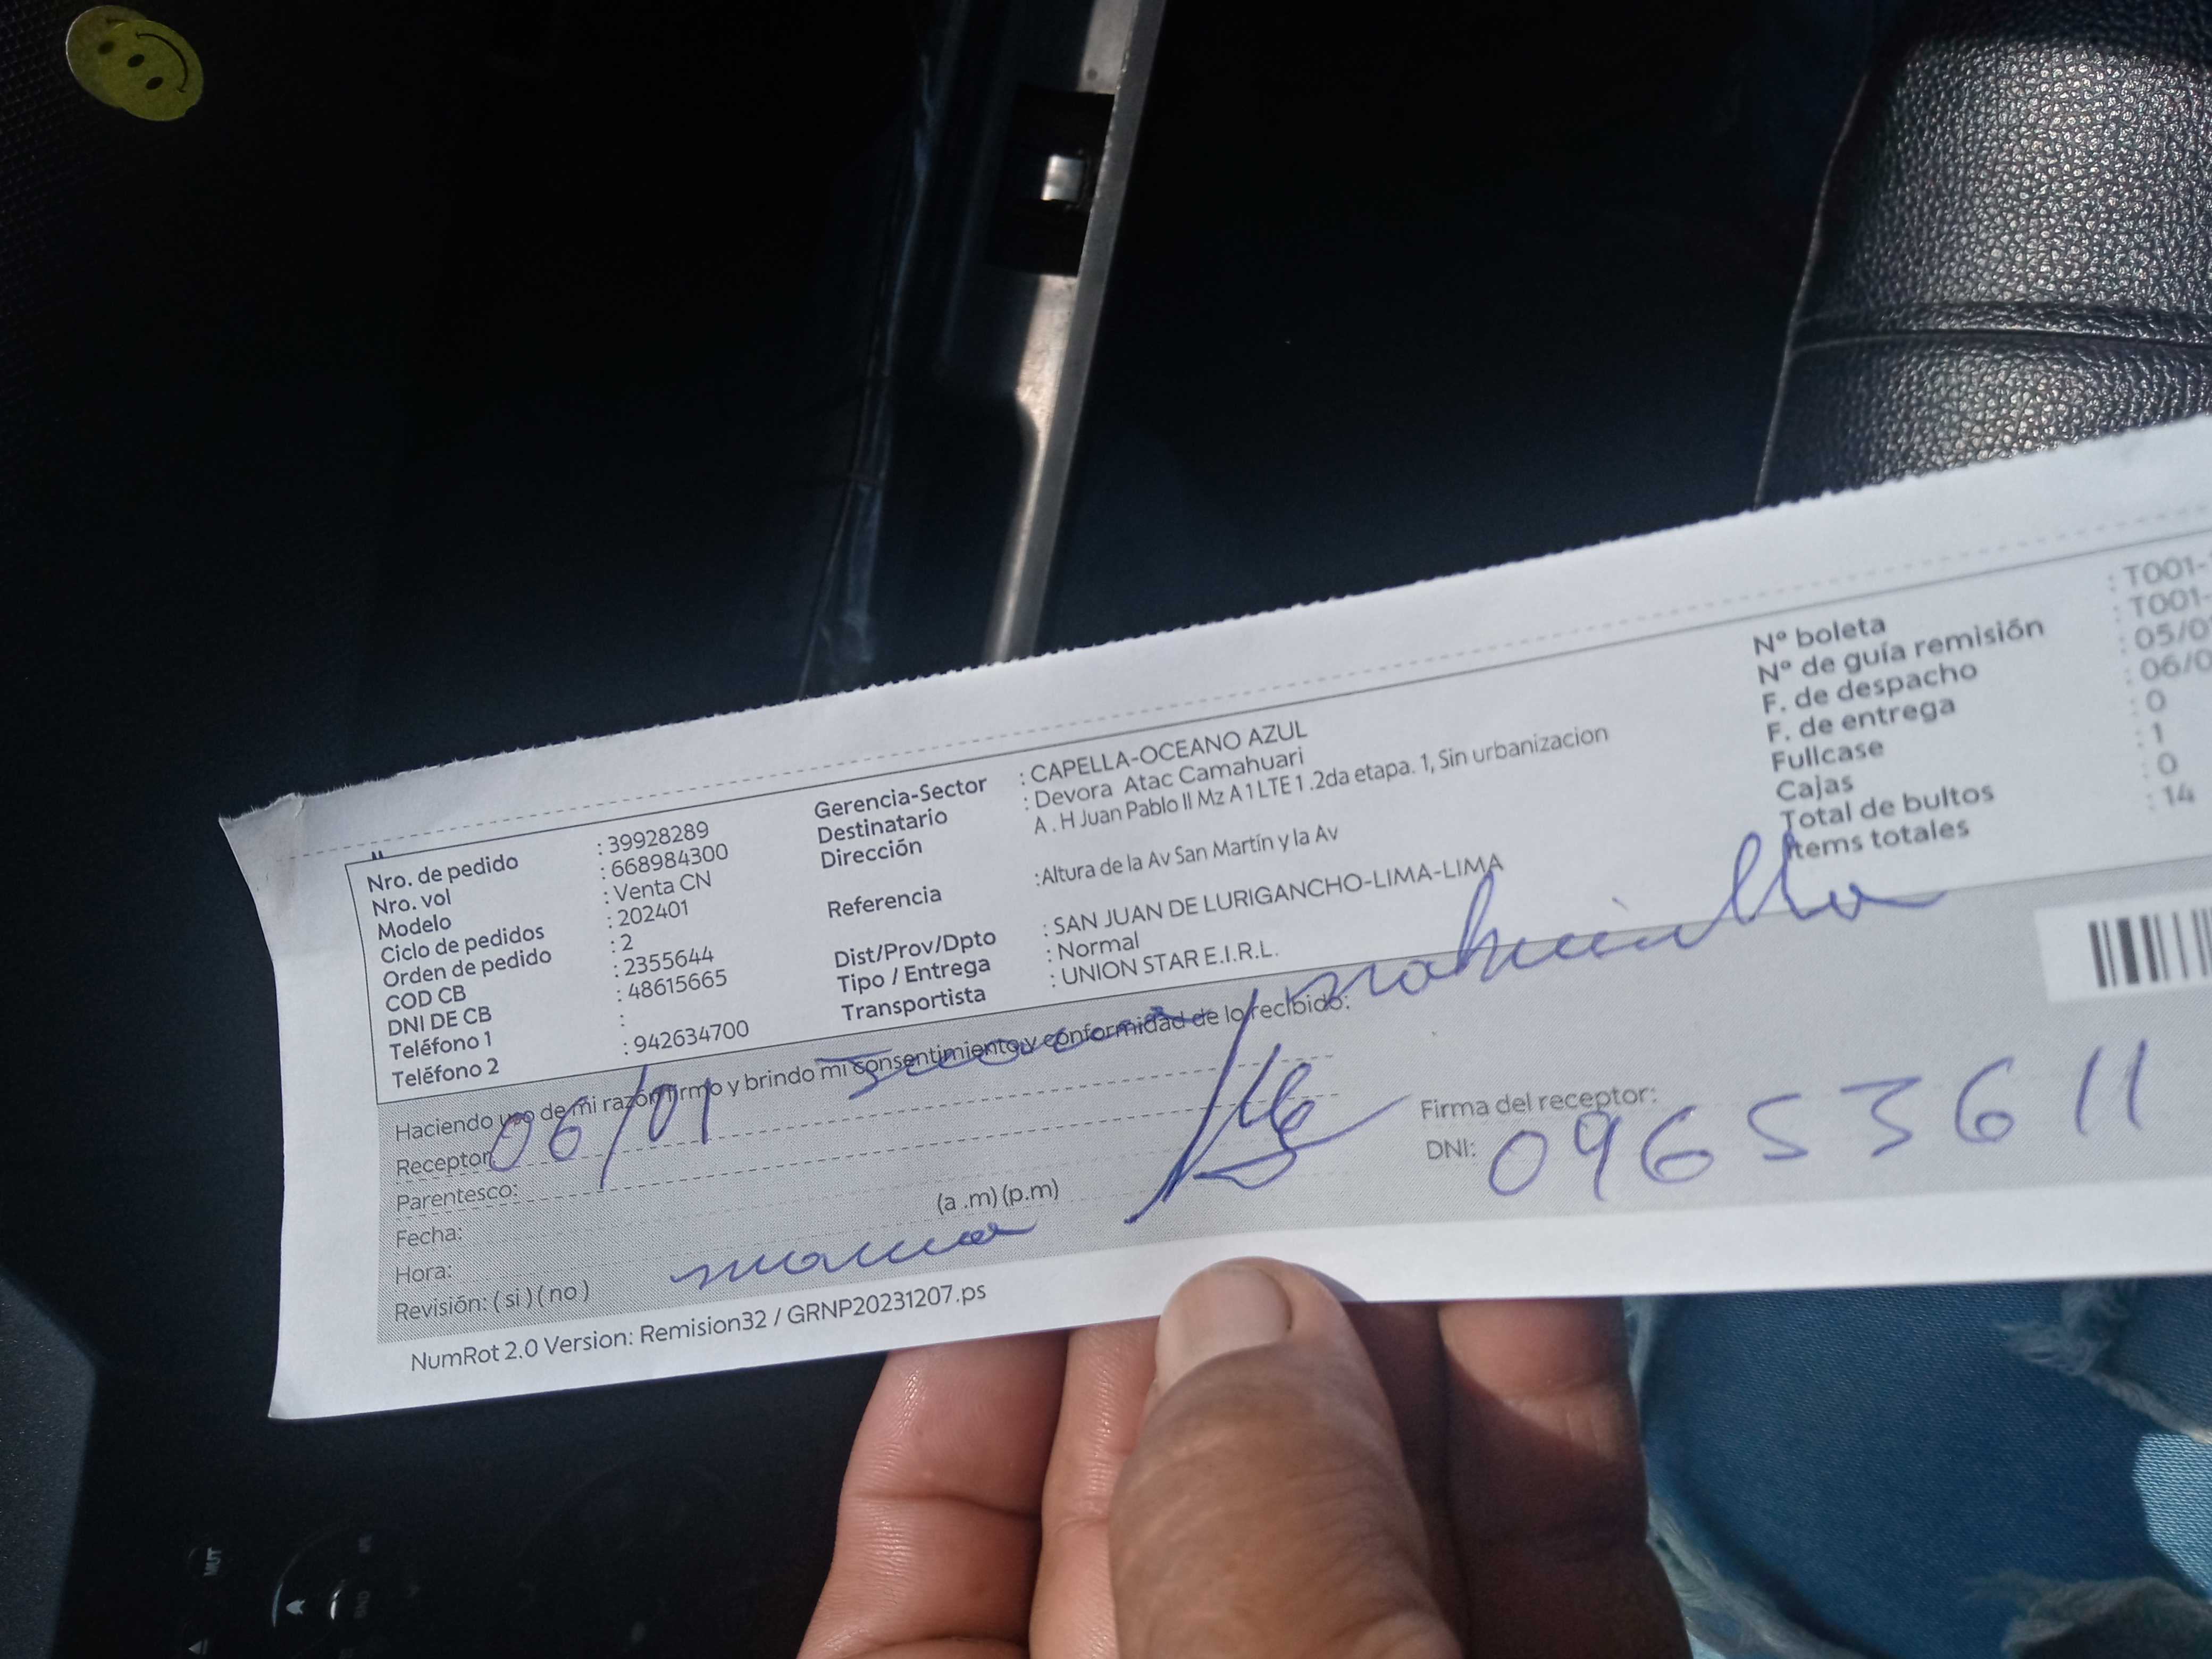 Nro. de pedido : 39928289
Nro. vol : 668984300
Modelo : Venta CN
Ciclo de pedidos : 202401
Orden de pedido : 2
COD CB : 2355644
DNI DE CB : 48615665
Teléfono 1 :
Teléfono 2 : 942634700
Gerencia-Sector : CAPELLA-OCEANO AZUL
Destinatario : Devora Atac Camahuari
Dirección A . H Juan Pablo II Mz A 1 LTE 1 .2da etapa. 1, Sin urbanizacion
Referencia :Altura de la Av San Martín y la Av
Dist/Prov/Dpto : SAN JUAN DE LURIGANCHO-LIMA-LIMA
Tipo / Entrega : Normal
Transportista : UNION STAR E.I.R.L.
Nº boleta : T001-
Nº de guía remisión : T001-
F. de despacho : 05/0
F. de entrega : 06/0
Fullcase : 0
Cajas : 1
Total de bultos : 0
Items totales : 14
Haciendo uso de mi razón firmo y brindo mi consentimiento y conformidad de lo recibido:
Receptor: 06/01
Parentesco:
Fecha:
Hora: (a .m) (p.m)
Revisión: ( si ) ( no )
Firma del receptor:
DNI: 09653611
NumRot 2.0 Version: Remision32 / GRNP20231207.ps
MUT